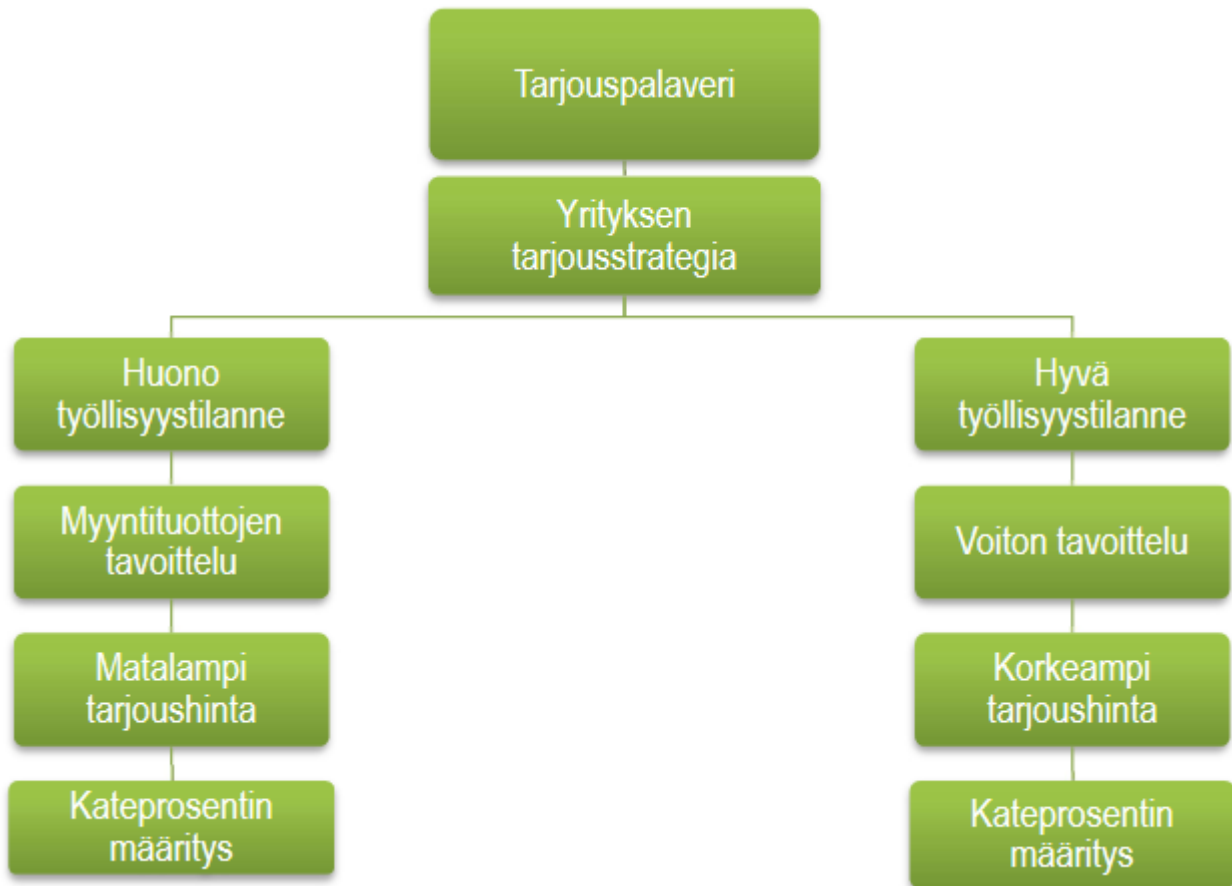 Tarjouspalaveri
Yrityksen
tarjousstrategia
Huono
työllisyystilanne
Hyvä
työllisyystilanne
Myyntituottojen
tavoittelu
Voiton tavoittelu
Matalampi
tarjoushinta
Korkeampi
tarjoushinta
Kateprosentin
määritys
Kateprosentin
määritys